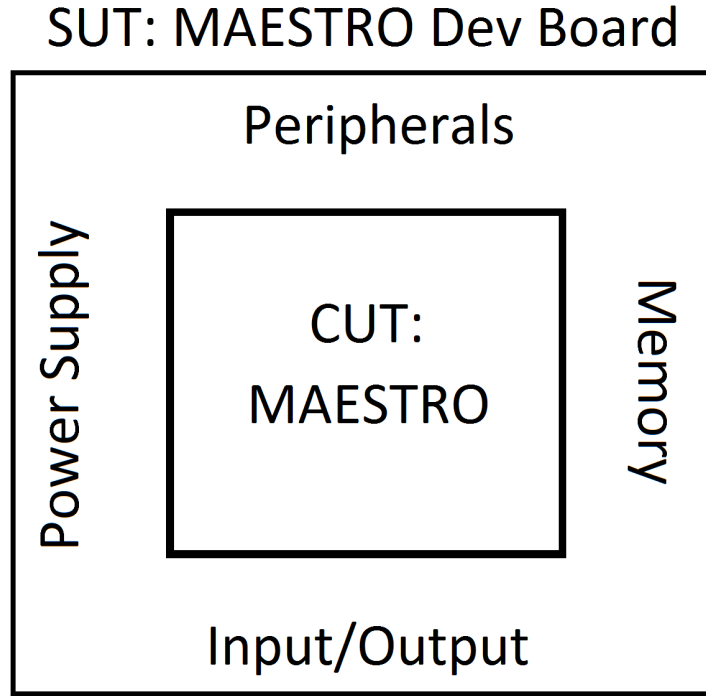 SUT: MAESTRO Dev Board
Peripherals
Power Supply
CUT:
MAESTRO
Memory
Input/Output